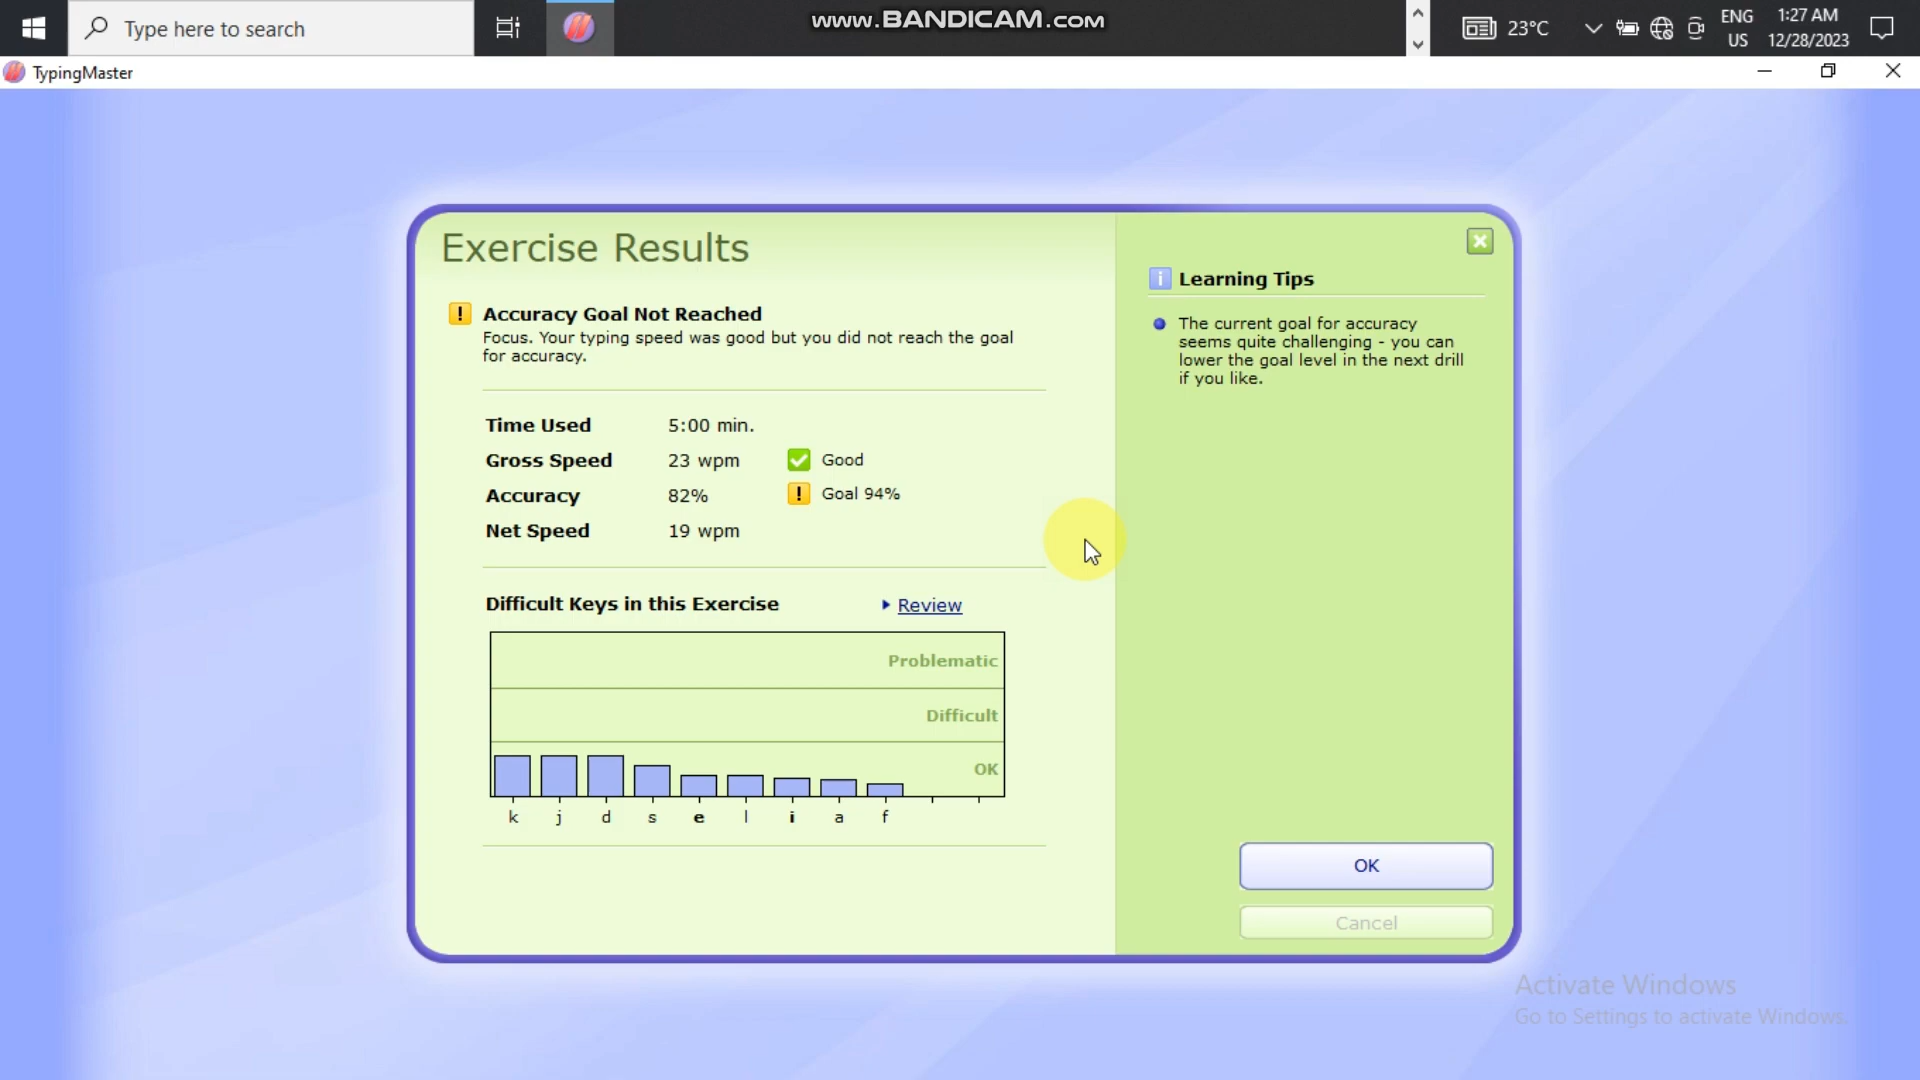 Type here to search
www.BANDICAM.com
23°C
ENG
US
1:27 AM
12/28/2023
TypingMaster
Exercise Results
! Accuracy Goal Not Reached
Focus. Your typing speed was good but you did not reach the goal
for accuracy.
Time Used 5:00 min.
Gross Speed 23 wpm Good
Accuracy 82% ! Goal 94%
Net Speed 19 wpm
Difficult Keys in this Exercise Review
Problematic
Difficult
OK
k j d s e l i a f
i Learning Tips
The current goal for accuracy
seems quite challenging - you can
lower the goal level in the next drill
if you like.
OK
Cancel
Activate Windows
Go to Settings to activate Windows.